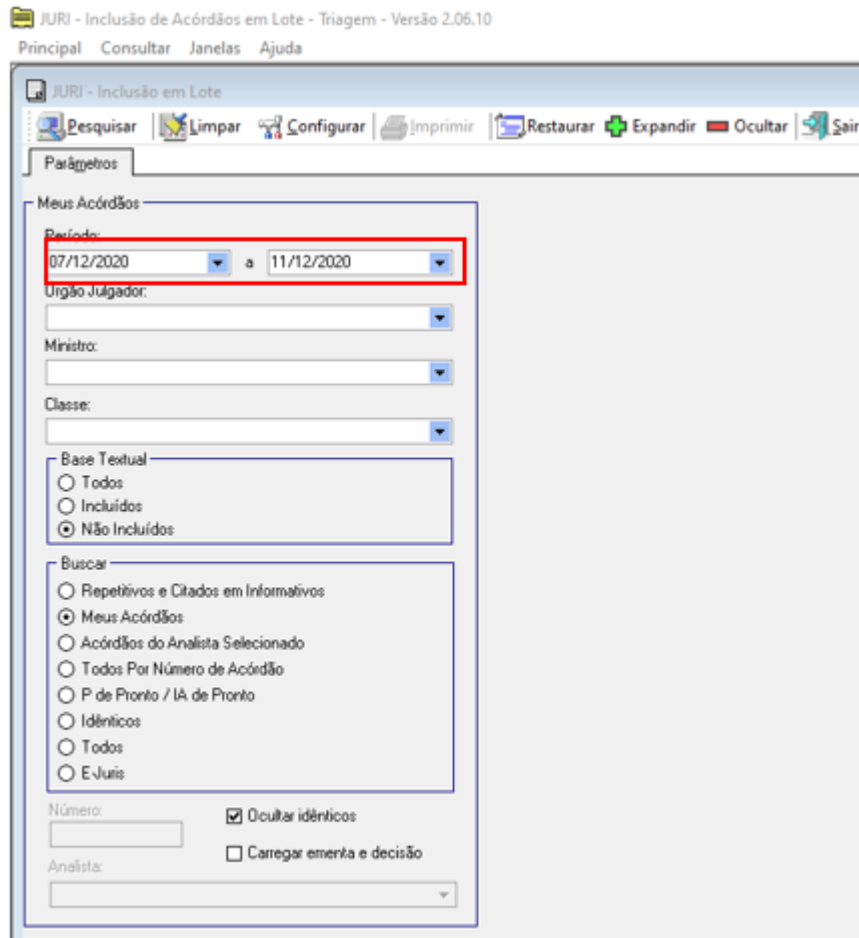 JURI - Inclusão de Acórdãos em Lote - Triagem - Versão 2.06.10
Principal Consultar Janelas Ajuda
JURI - Inclusão em Lote
Pesquisar Limpar Configurar Imprimir Restaurar Expandir Ocultar Sair
Parâmetros
Meus Acórdãos
Período:
07/12/2020 a 11/12/2020
Órgão Julgador:
Ministro:
Classe:
Base Textual
Todos
Incluídos
Não Incluídos
Buscar
Repetitivos e Citados em Informativos
Meus Acórdãos
Acórdãos do Analista Selecionado
Todos Por Número de Acórdão
P de Pronto / IA de Pronto
Idênticos
Todos
E-Juris
Número:
Ocultar idênticos
Carregar ementa e decisão
Analista: